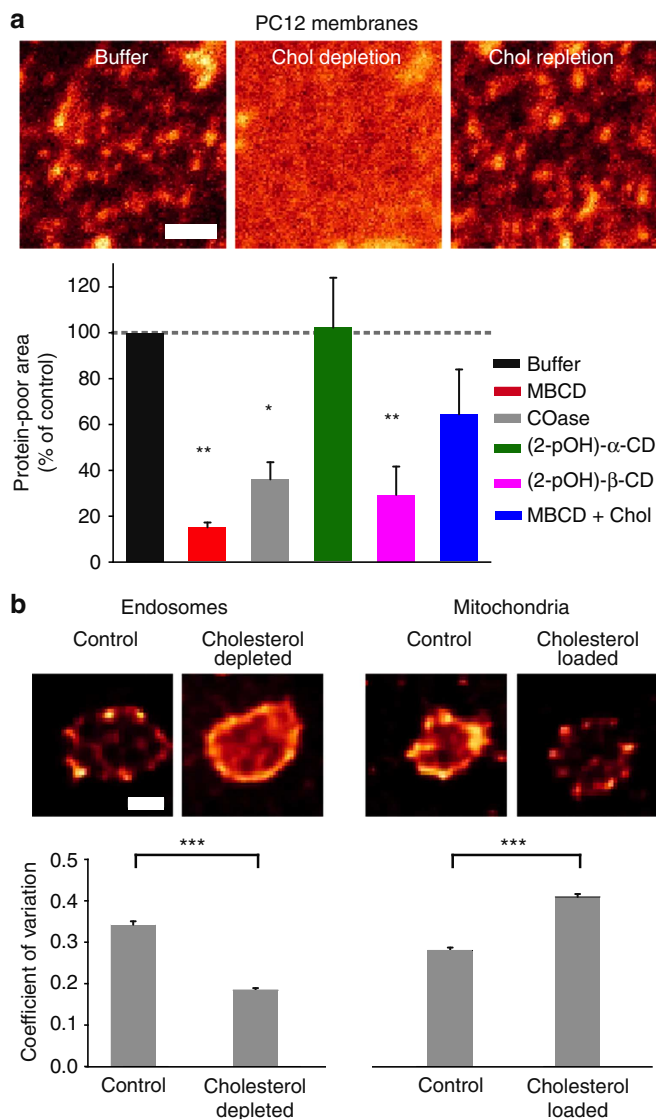 a
PC12 membranes
Buffer
Chol depletion
Chol repletion
Protein-poor area
(% of control)
120
100
80
60
40
20
0
**
*
**
Buffer
MBCD
COase
(2-pOH)-α-CD
(2-pOH)-β-CD
MBCD + Chol
b
Endosomes
Mitochondria
Control
Cholesterol
depleted
Control
Cholesterol
loaded
Coefficient of variation
0.5
0.4
0.3
0.2
0.1
0.0
***
***
Control
Cholesterol
depleted
Control
Cholesterol
loaded